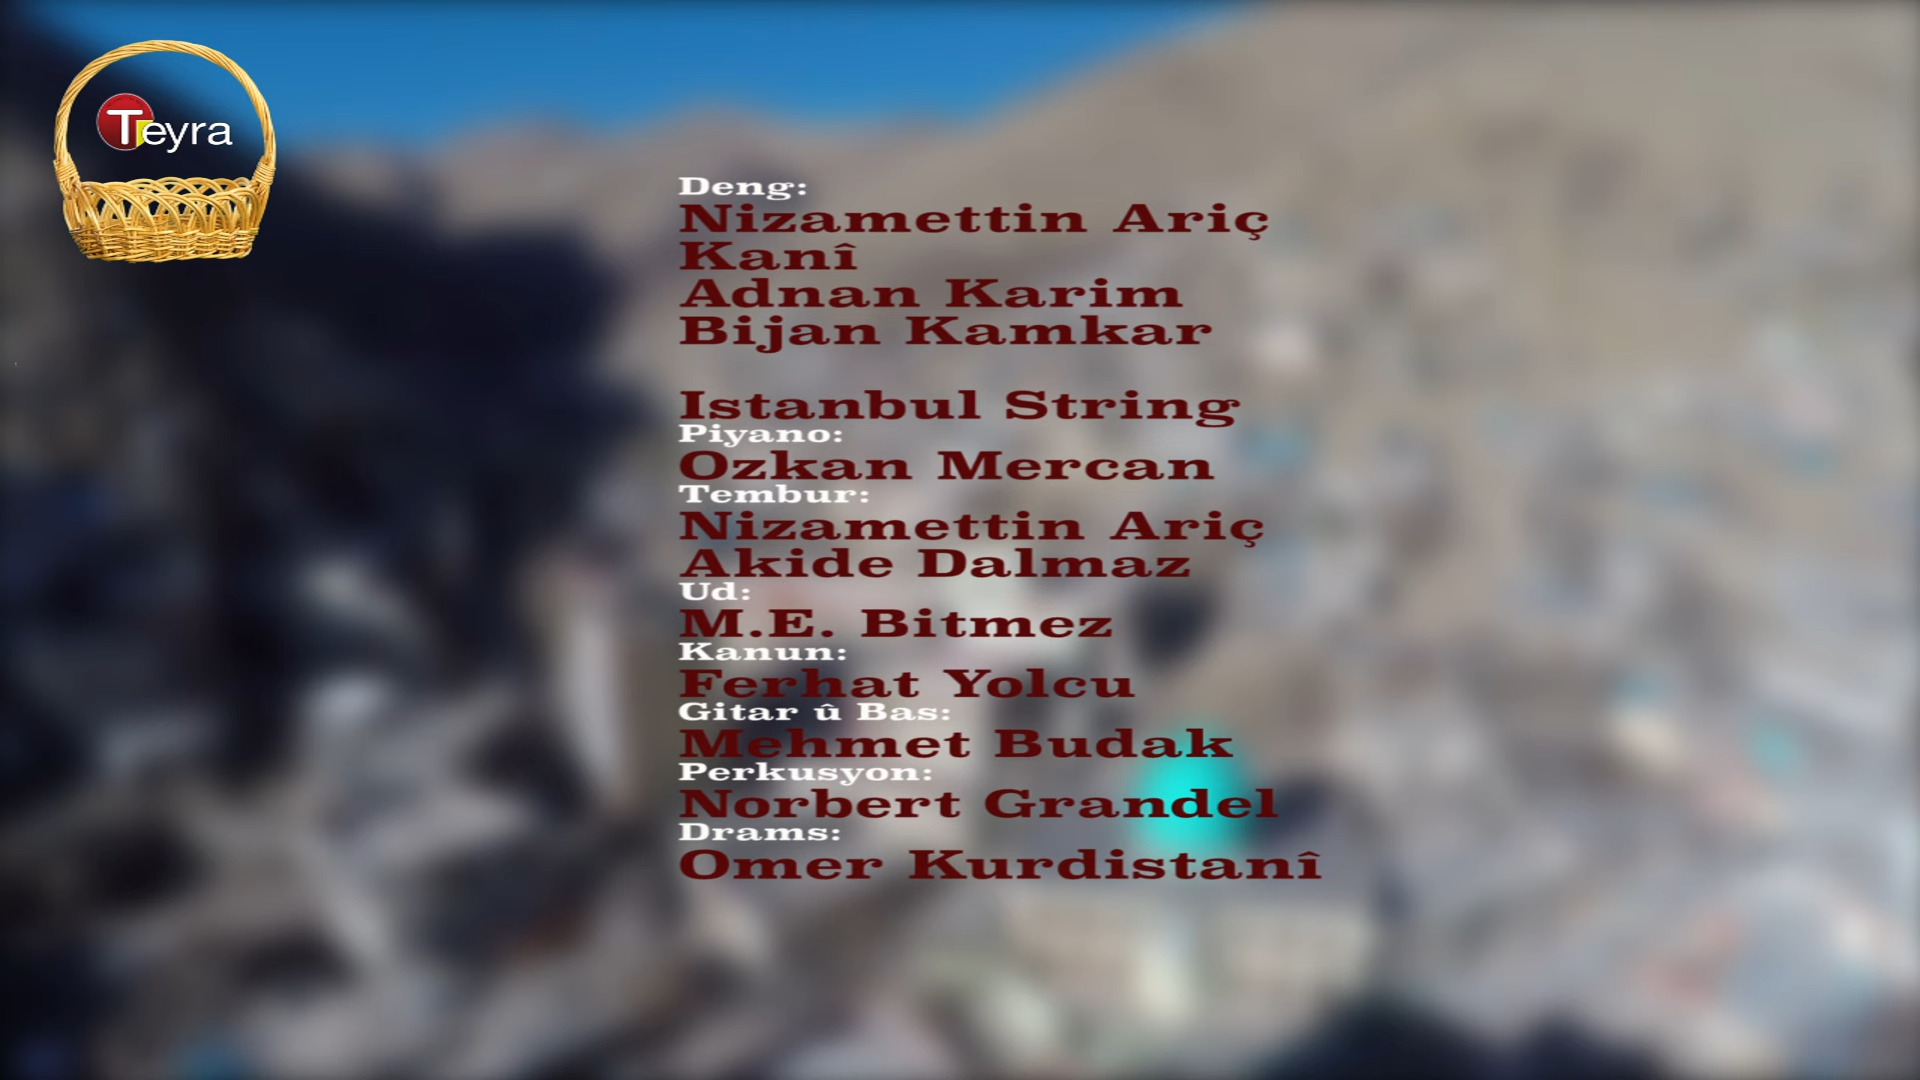 Teyra
Deng:
Nizamettin Ariç
Kanî
Adnan Karim
Bijan Kamkar
Istanbul String
Piyano:
Ozkan Mercan
Tembur:
Nizamettin Ariç
Akide Dalmaz
Ud:
M.E. Bitmez
Kanun:
Ferhat Yolcu
Gitar û Bas:
Mehmet Budak
Perkusyon:
Norbert Grandel
Drams:
Omer Kurdistanî